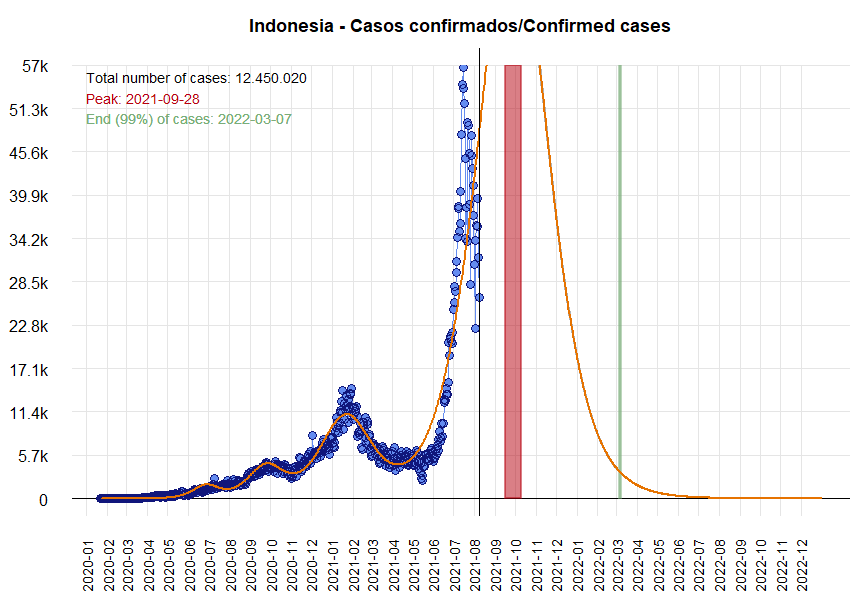 Indonesia - Casos confirmados/Confirmed cases
57k
Total number of cases: 12.450.020
Peak: 2021-09-28
End (99%) of cases: 2022-03-07
51.3k
45.6k
39.9k
34.2k
28.5k
22.8k
17.1k
11.4k
5.7k
0
2020-01
2020-02
2020-03
2020-04
2020-05
2020-06
2020-07
2020-08
2020-09
2020-10
2020-11
2020-12
2021-01
2021-02
2021-03
2021-04
2021-05
2021-06
2021-07
2021-08
2021-09
2021-10
2021-11
2021-12
2022-01
2022-02
2022-03
2022-04
2022-05
2022-06
2022-07
2022-08
2022-09
2022-10
2022-11
2022-12